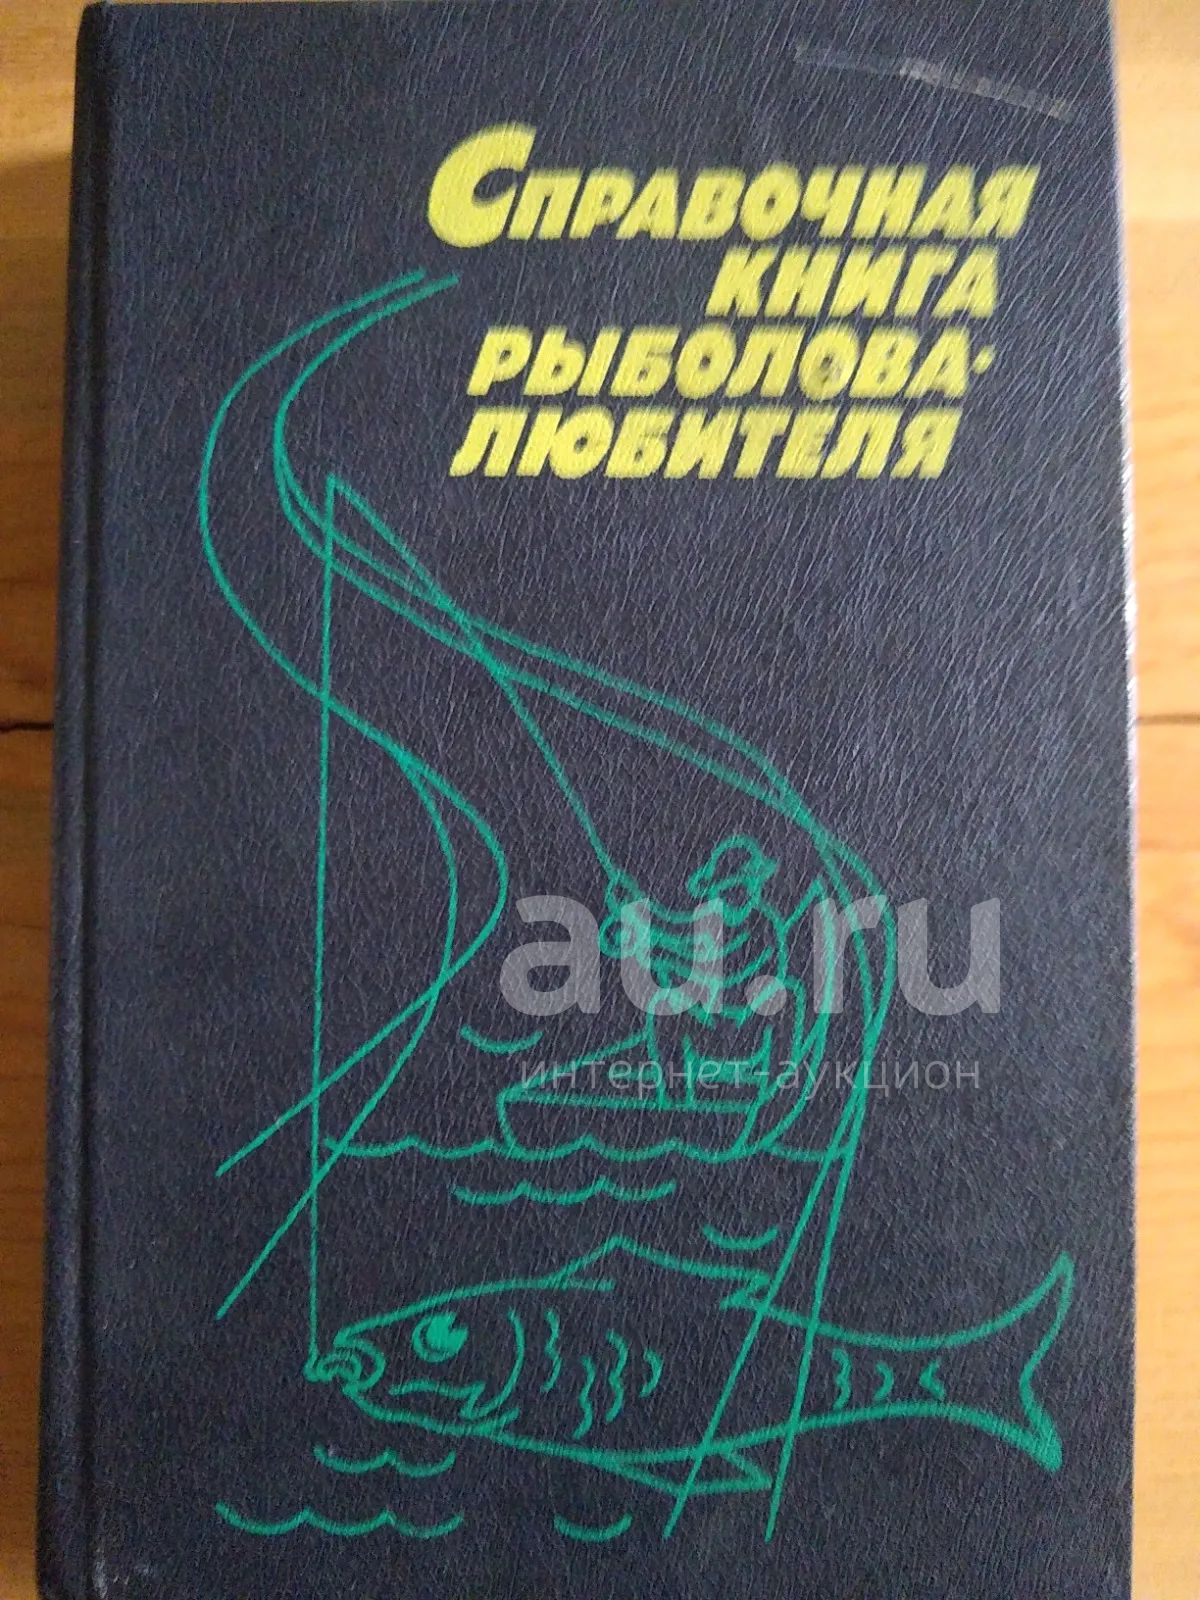 Справочная
книга
рыболова-
любителя
au.ru
интернет-аукцион